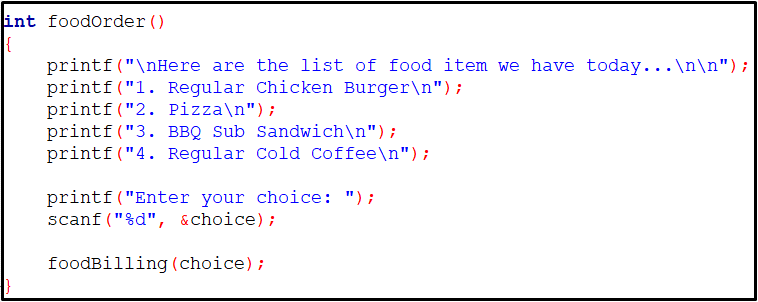 int foodOrder()
{
    printf("\nHere are the list of food item we have today...\n\n");
    printf("1. Regular Chicken Burger\n");
    printf("2. Pizza\n");
    printf("3. BBQ Sub Sandwich\n");
    printf("4. Regular Cold Coffee\n");
    printf("Enter your choice: ");
    scanf("%d", &choice);
    foodBilling(choice);
}